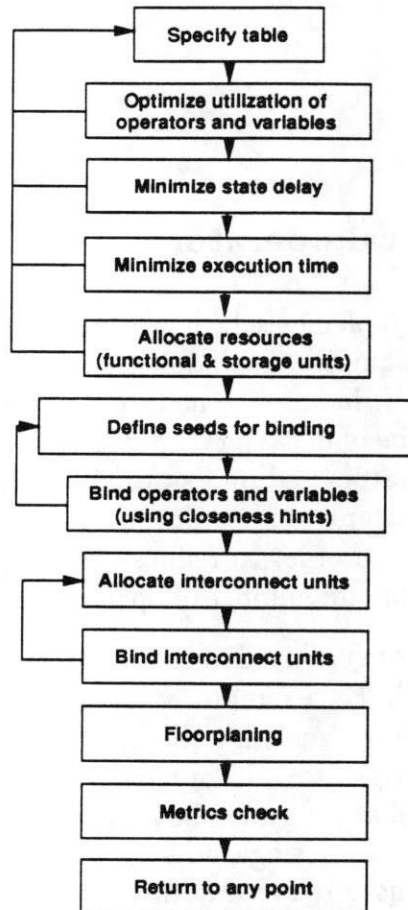 Specify table
Optimize utilization of
operators and variables
Minimize state delay
Minimize execution time
Allocate resources
(functional & storage units)
Define seeds for binding
Bind operators and variables
(using closeness hints)
Allocate interconnect units
Bind interconnect units
Floorplaning
Metrics check
Return to any point